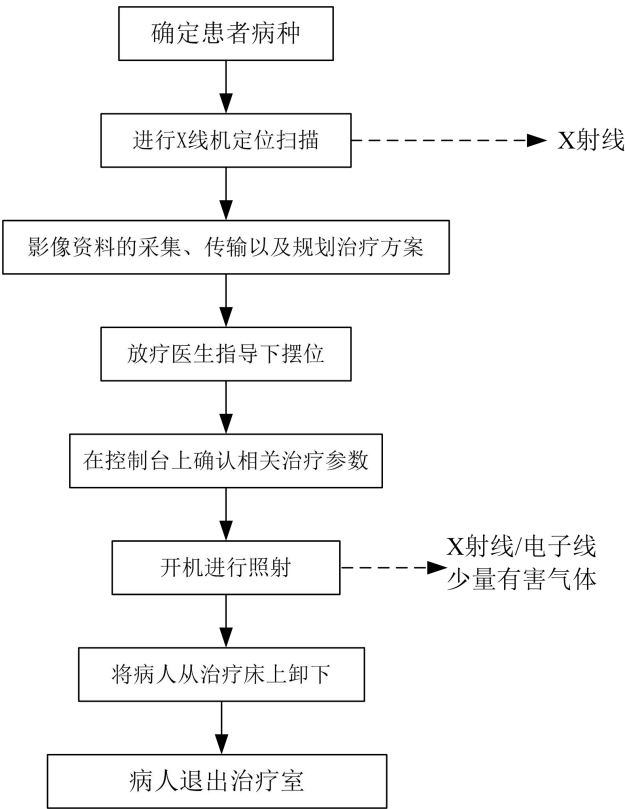 确定患者病种
进行X线机定位扫描
X射线
影像资料的采集、传输以及规划治疗方案
放疗医生指导下摆位
在控制台上确认相关治疗参数
开机进行照射
X射线/电子线
少量有害气体
将病人从治疗床上卸下
病人退出治疗室